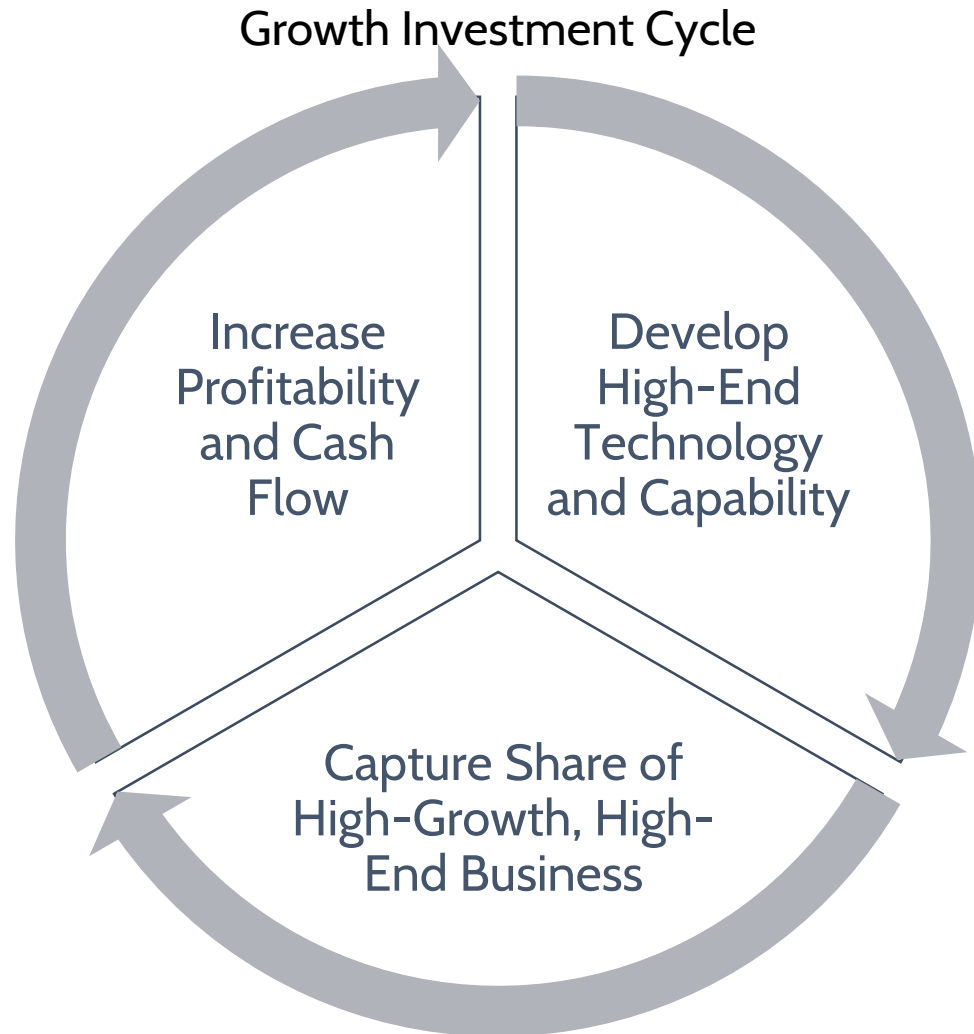 Growth Investment Cycle
Increase
Profitability
and Cash
Flow
Develop
High-End
Technology
and Capability
Capture Share of
High-Growth, High-
End Business